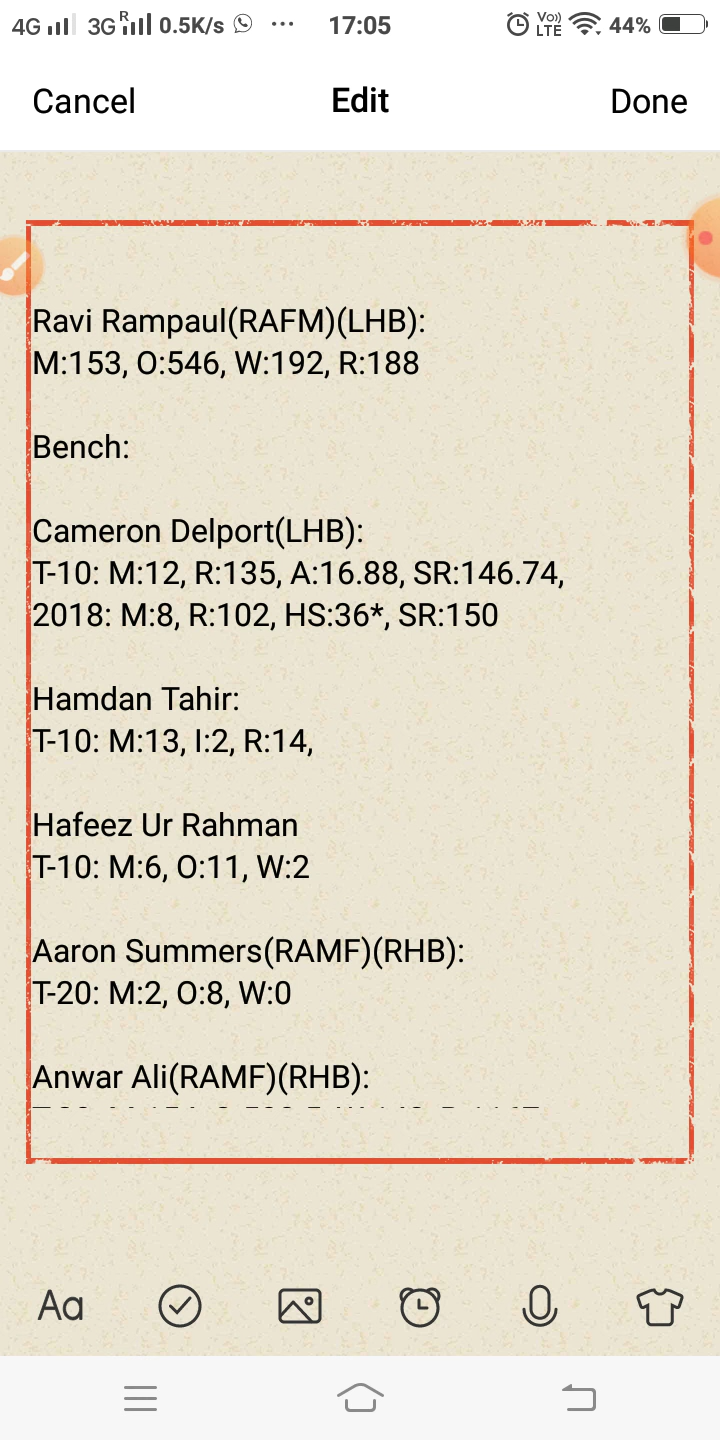 4G 3G R 0.5K/s ... 17:05 Vo)) LTE 44%
Cancel Edit Done
Ravi Rampaul(RAFM)(LHB):
M:153, O:546, W:192, R:188
Bench:
Cameron Delport(LHB):
T-10: M:12, R:135, A:16.88, SR:146.74,
2018: M:8, R:102, HS:36*, SR:150
Hamdan Tahir:
T-10: M:13, I:2, R:14,
Hafeez Ur Rahman
T-10: M:6, O:11, W:2
Aaron Summers(RAMF)(RHB):
T-20: M:2, O:8, W:0
Anwar Ali(RAMF)(RHB):
Aa